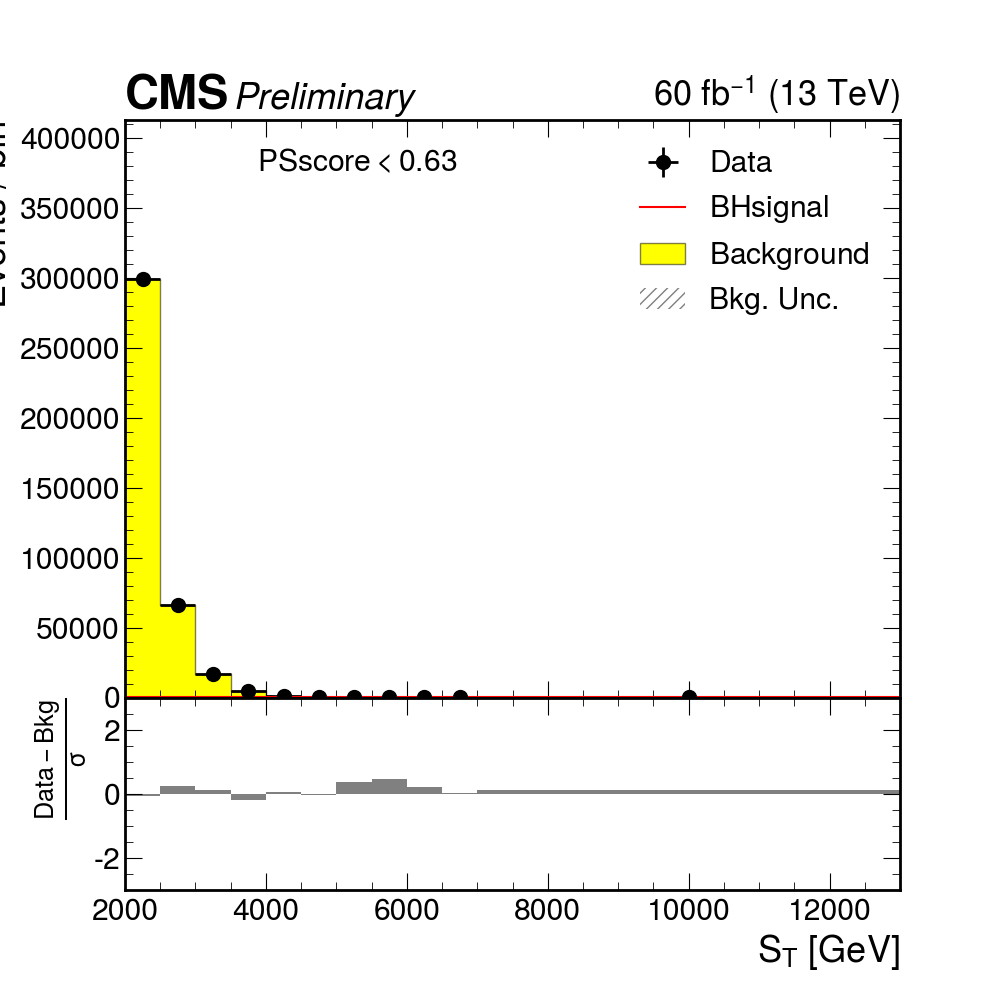 CMS Preliminary 60 fb⁻¹ (13 TeV)
PSscore < 0.63
Data
BHsignal
Background
Bkg. Unc.
400000
350000
300000
250000
200000
150000
100000
50000
0
2
0
-2
Data − Bkg
σ
2000 4000 6000 8000 10000 12000
S_T [GeV]